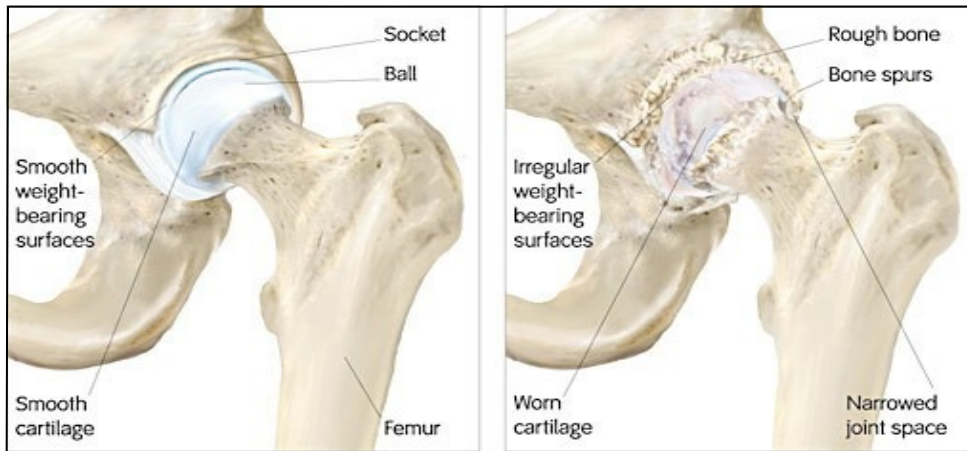 Socket
Ball
Smooth
weight-
bearing
surfaces
Smooth
cartilage
Femur
Rough bone
Bone spurs
Irregular
weight-
bearing
surfaces
Worn
cartilage
Narrowed
joint space